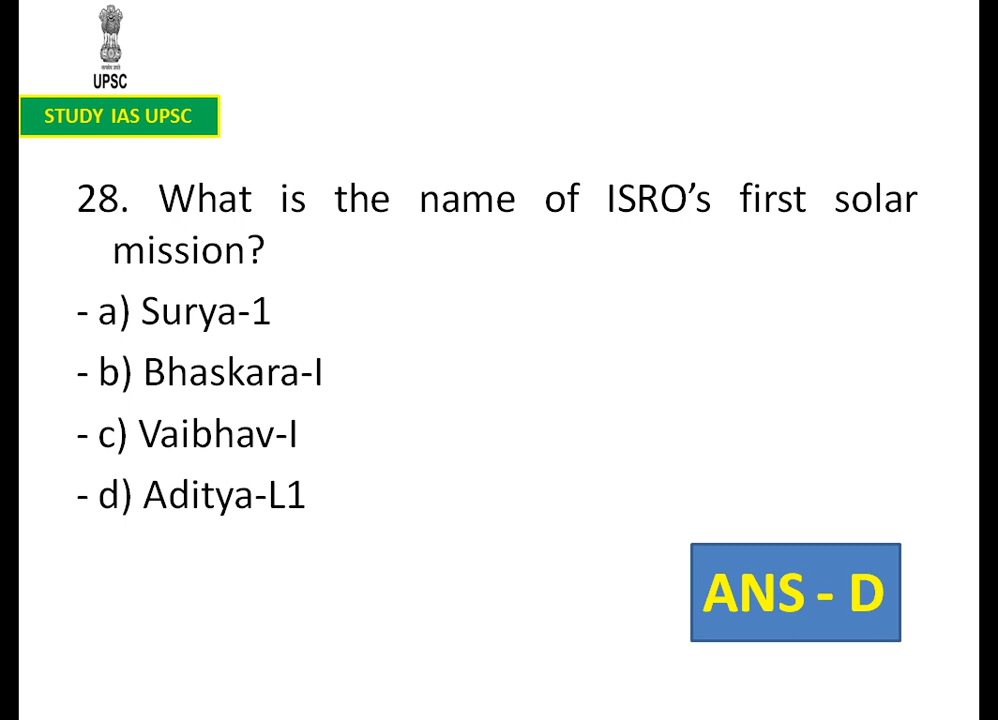 UPSC
STUDY IAS UPSC
28. What is the name of ISRO’s first solar
mission?
- a) Surya-1
- b) Bhaskara-I
- c) Vaibhav-I
- d) Aditya-L1
ANS - D